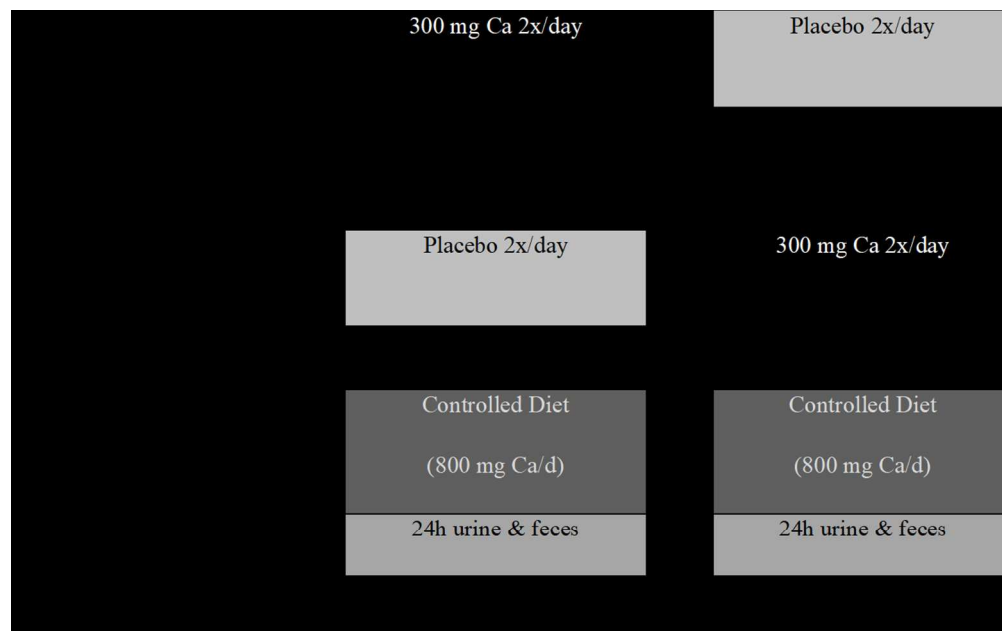 300 mg Ca 2x/day
Placebo 2x/day
Placebo 2x/day
300 mg Ca 2x/day
Controlled Diet
(800 mg Ca/d)
Controlled Diet
(800 mg Ca/d)
24h urine & feces
24h urine & feces